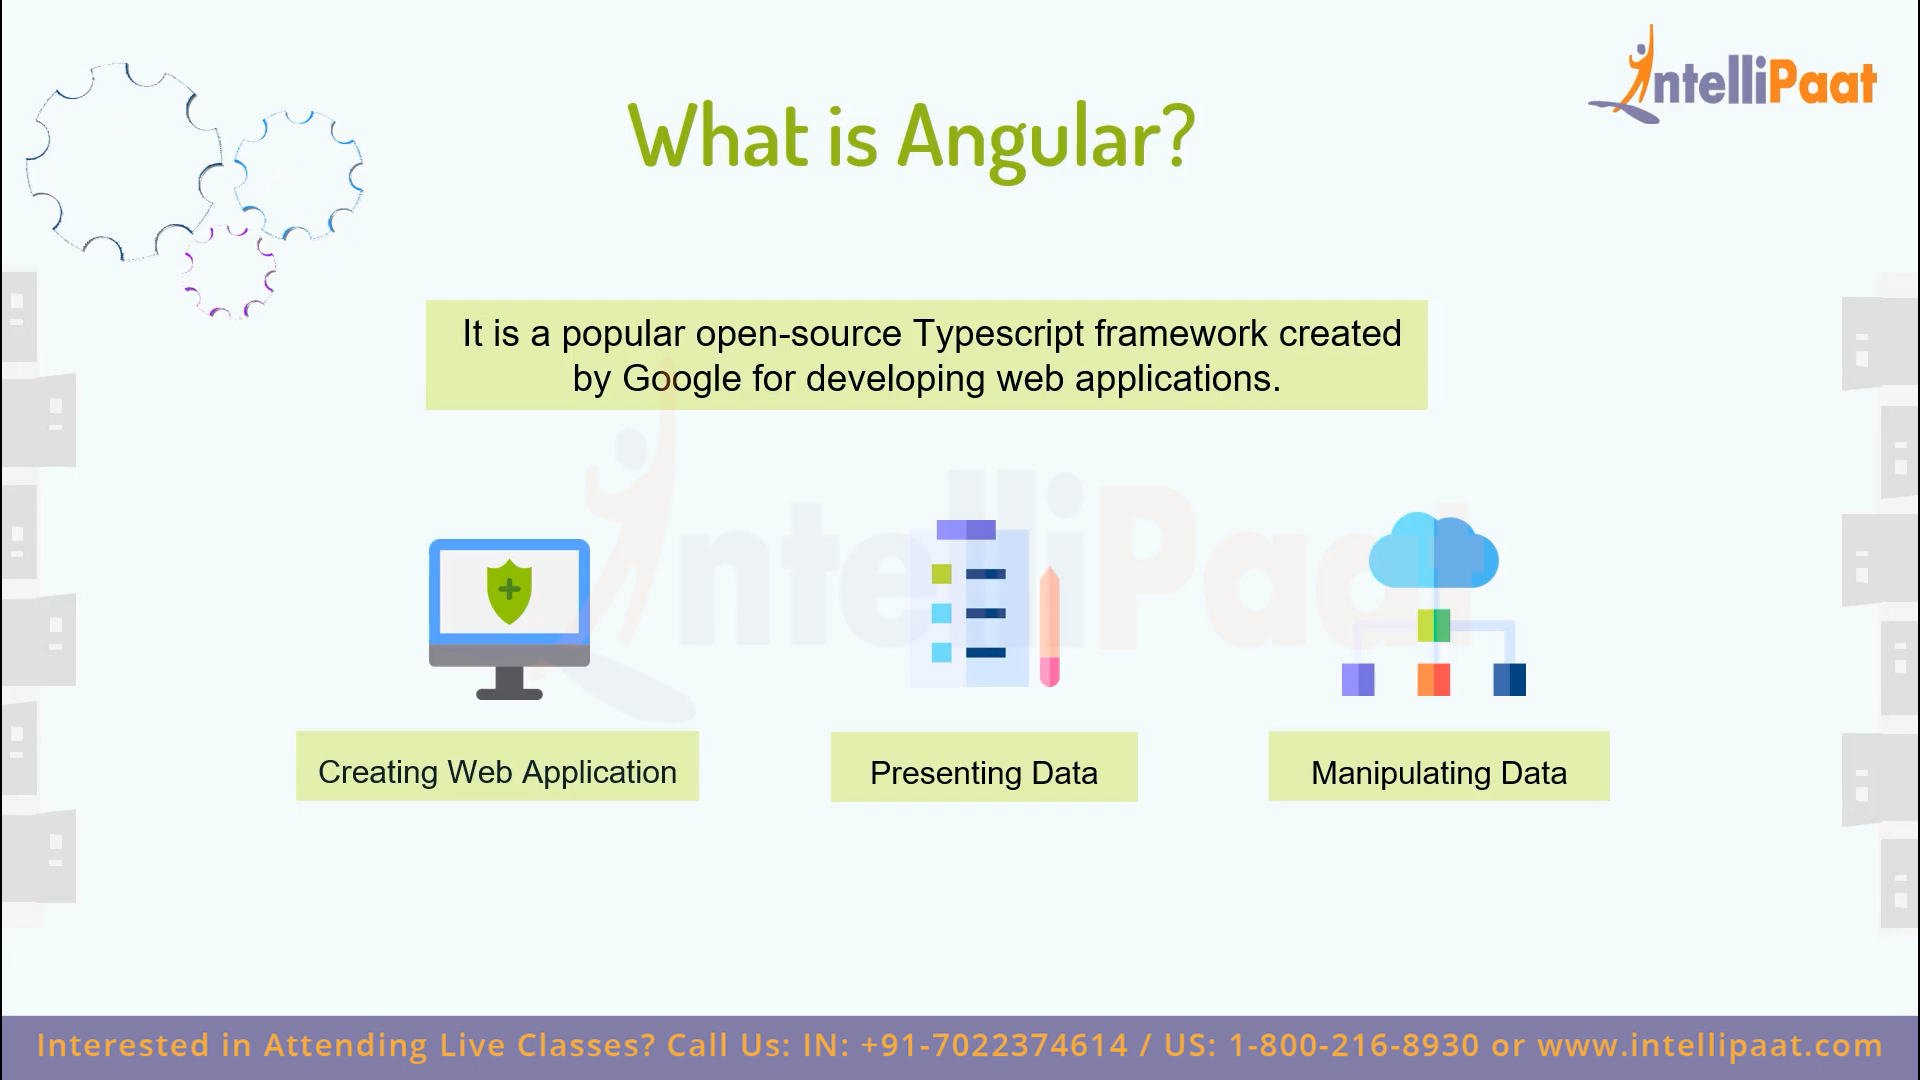 IntelliPaat
What is Angular?
It is a popular open-source Typescript framework created
by Google for developing web applications.
IntelliPaat
Creating Web Application
Presenting Data
Manipulating Data
Interested in Attending Live Classes? Call Us: IN: +91-7022374614 / US: 1-800-216-8930 or www.intellipaat.com